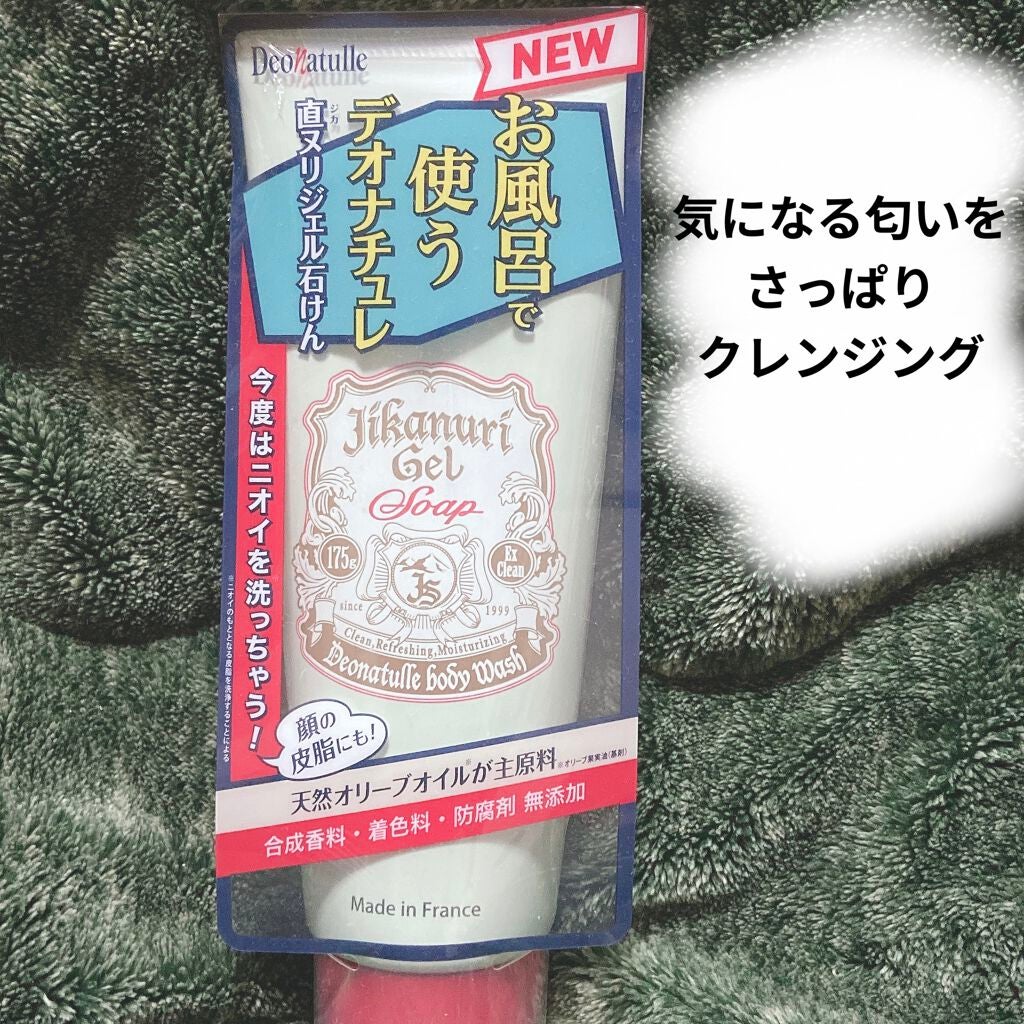 Deonatulle
NEW
お風呂で
使う
デオナチュレ
ジカ
直ヌリジェル石けん
今度はニオイを洗っちゃう!
※ニオイのもととなる皮脂を洗浄することによる
Jikanuri
Gel
Soap
175g
Ex
Clean
JS
since 1999
Clean, Refreshing, Moisturizing
Deonatulle body Wash
顔の
皮脂にも!
天然オリーブオイル※が主原料 ※オリーブ果実油(基剤)
合成香料・着色料・防腐剤 無添加
Made in France
気になる匂いを
さっぱり
クレンジング